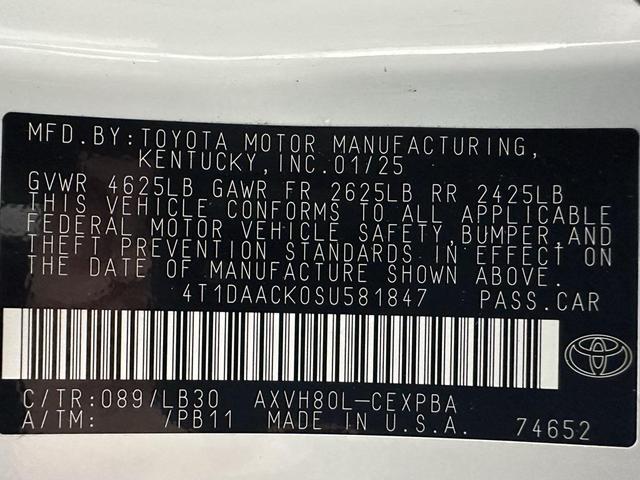 MFD.BY:TOYOTA MOTOR MANUFACTURING,
KENTUCKY,INC.01/25
GVWR 4625LB GAWR FR 2625LB RR 2425LB
THIS VEHICLE CONFORMS TO ALL APPLICABLE
FEDERAL MOTOR VEHICLE SAFETY,BUMPER,AND
THEFT PREVENTION STANDARDS IN EFFECT ON
THE DATE OF MANUFACTURE SHOWN ABOVE.
4T1DAACK0SU581847 PASS.CAR
C/TR:089/LB30 AXVH80L-CEXPBA
A/TM: /PB11 MADE IN U.S.A. 74652